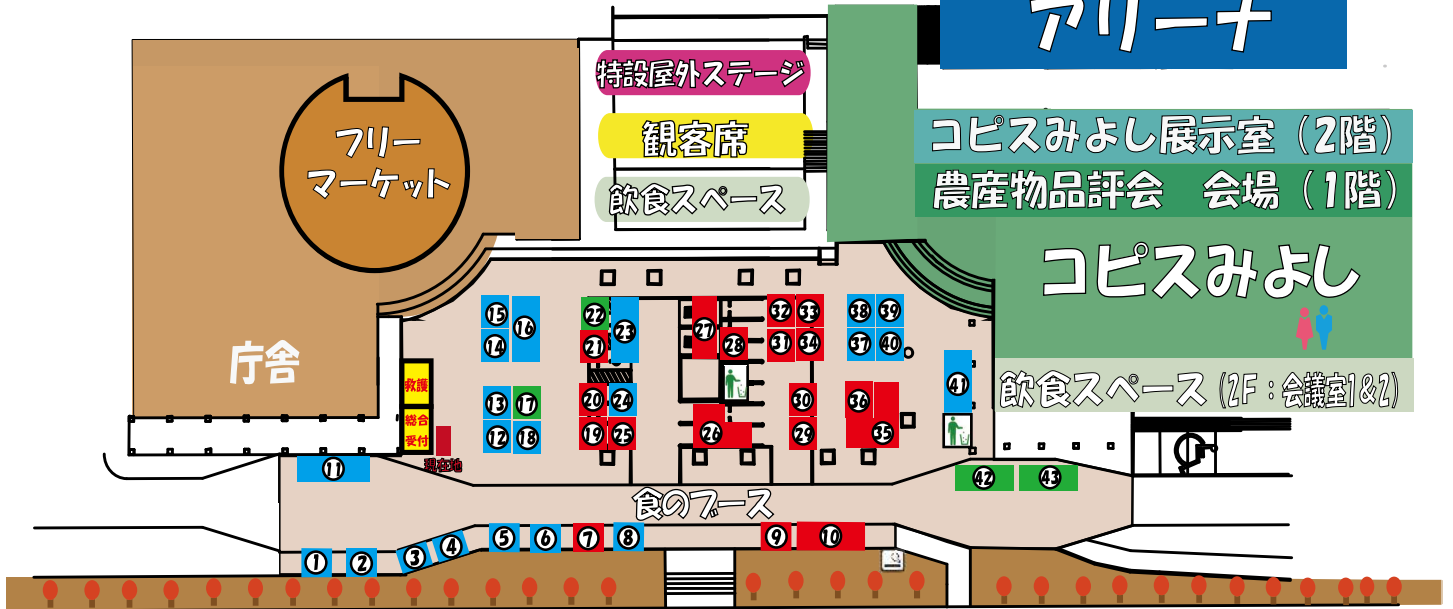 アリーナ
特設屋外ステージ
観客席
飲食スペース
フリー
マーケット
コピスみよし展示室（2階）
農産物品評会　会場（1階）
コピスみよし
飲食スペース（2F：会議室1&2）
庁舎
救護
総合
受付
現在地
⑮ ⑯ ㉒ ㉓ ㉗ ㉜ ㉝ ㊳ ㊴
⑭ ㉑ ㉘ ㉛ ㉞ ㊲ ㊵
㊶
⑬ ⑰ ⑳ ㉔ ㉚ ㊱
⑫ ⑱ ⑲ ㉕ ㉖ ㉙ ㉟
⑪
㊷ ㊸
食のブース
① ② ③ ④ ⑤ ⑥ ⑦ ⑧ ⑨ ⑩